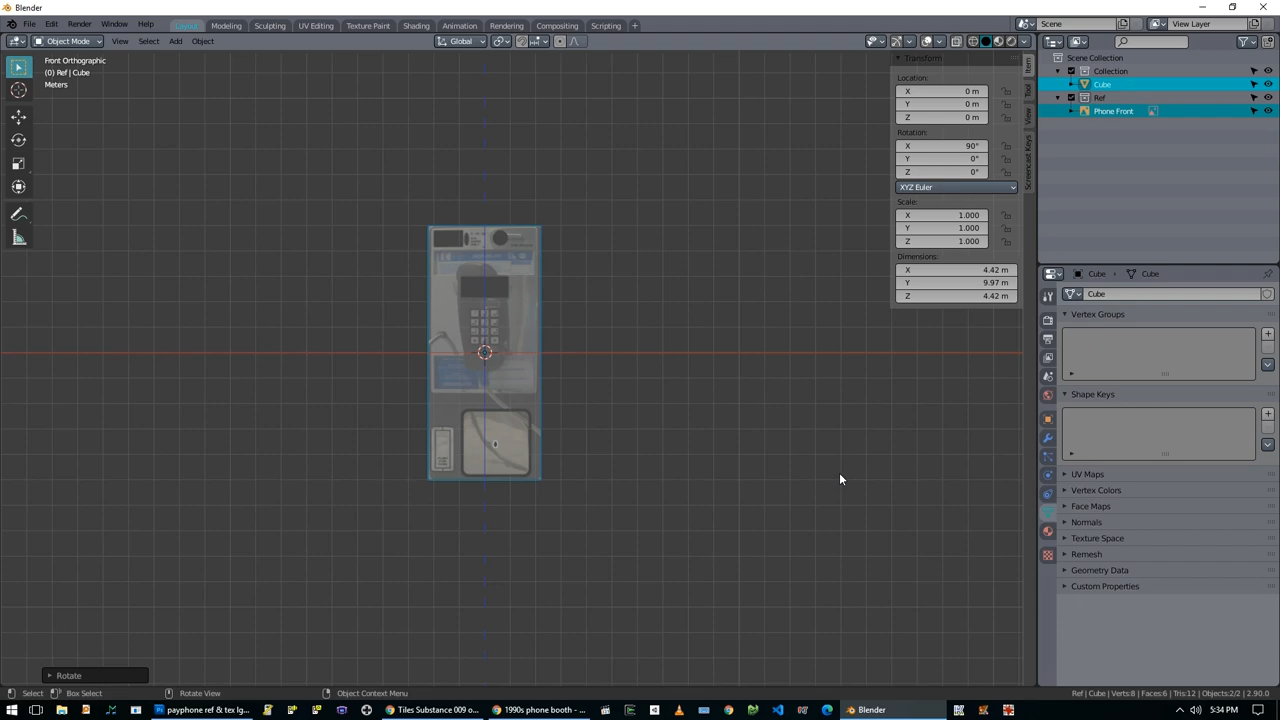 Blender
File Edit Render Window Help
Layout Modeling Sculpting UV Editing Texture Paint Shading Animation Rendering Compositing Scripting +
Scene
View Layer
Object Mode View Select Add Object
Global
Front Orthographic
(0) Ref | Cube
Meters
Transform
Location:
X 0 m
Y 0 m
Z 0 m
Rotation:
X 90°
Y 0°
Z 0°
XYZ Euler
Scale:
X 1.000
Y 1.000
Z 1.000
Dimensions:
X 4.42 m
Y 9.97 m
Z 4.42 m
Item
Tool
View
Screencast Keys
Scene Collection
Collection
Cube
Ref
Phone Front
Cube > Cube
Cube
Vertex Groups
Shape Keys
UV Maps
Vertex Colors
Face Maps
Normals
Texture Space
Remesh
Geometry Data
Custom Properties
Rotate
Select Box Select Rotate View Object Context Menu
Ref | Cube | Verts:8 | Faces:6 | Tris:12 | Objects:2/2 | 2.90.0
payphone ref & tex lg... Tiles Substance 009 o... 1990s phone booth - ... Blender 5:34 PM